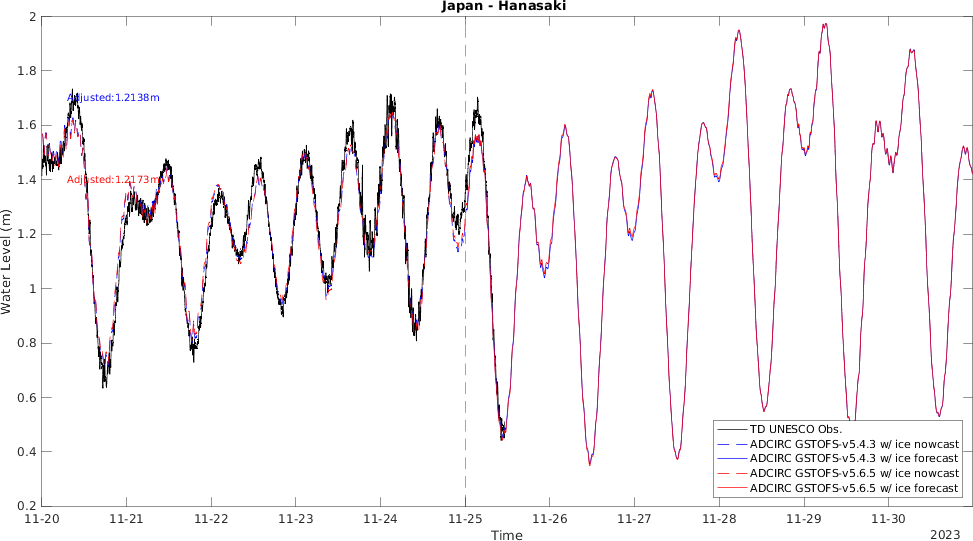 Japan - Hanasaki
2
1.8
1.6
1.4
1.2
1
0.8
0.6
0.4
0.2
Water Level (m)
Adjusted:1.2138m
Adjusted:1.2173m
TD UNESCO Obs.
ADCIRC GSTOFS-v5.4.3 w/ ice nowcast
ADCIRC GSTOFS-v5.4.3 w/ ice forecast
ADCIRC GSTOFS-v5.6.5 w/ ice nowcast
ADCIRC GSTOFS-v5.6.5 w/ ice forecast
11-20 11-21 11-22 11-23 11-24 11-25 11-26 11-27 11-28 11-29 11-30
Time
2023